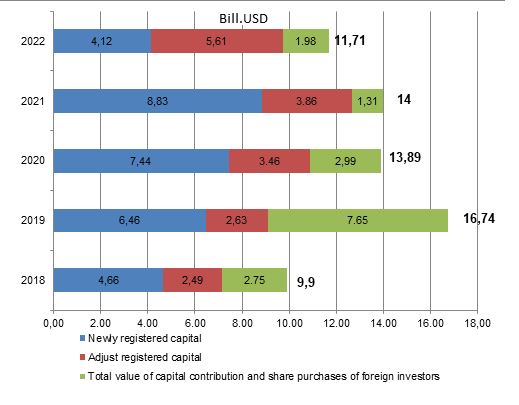 Bill.USD
2022 4,12 5,61 1.98 11,71
2021 8,83 3.86 1,31 14
2020 7,44 3.46 2,99 13,89
2019 6,46 2,63 7.65 16,74
2018 4,66 2,49 2.75 9,9
0,00 2.00 4.00 6.00 8.00 10.00 12.00 14.00 16.00 18,00
Newly registered capital
Adjust registered capital
Total value of capital contribution and share purchases of foreign investors